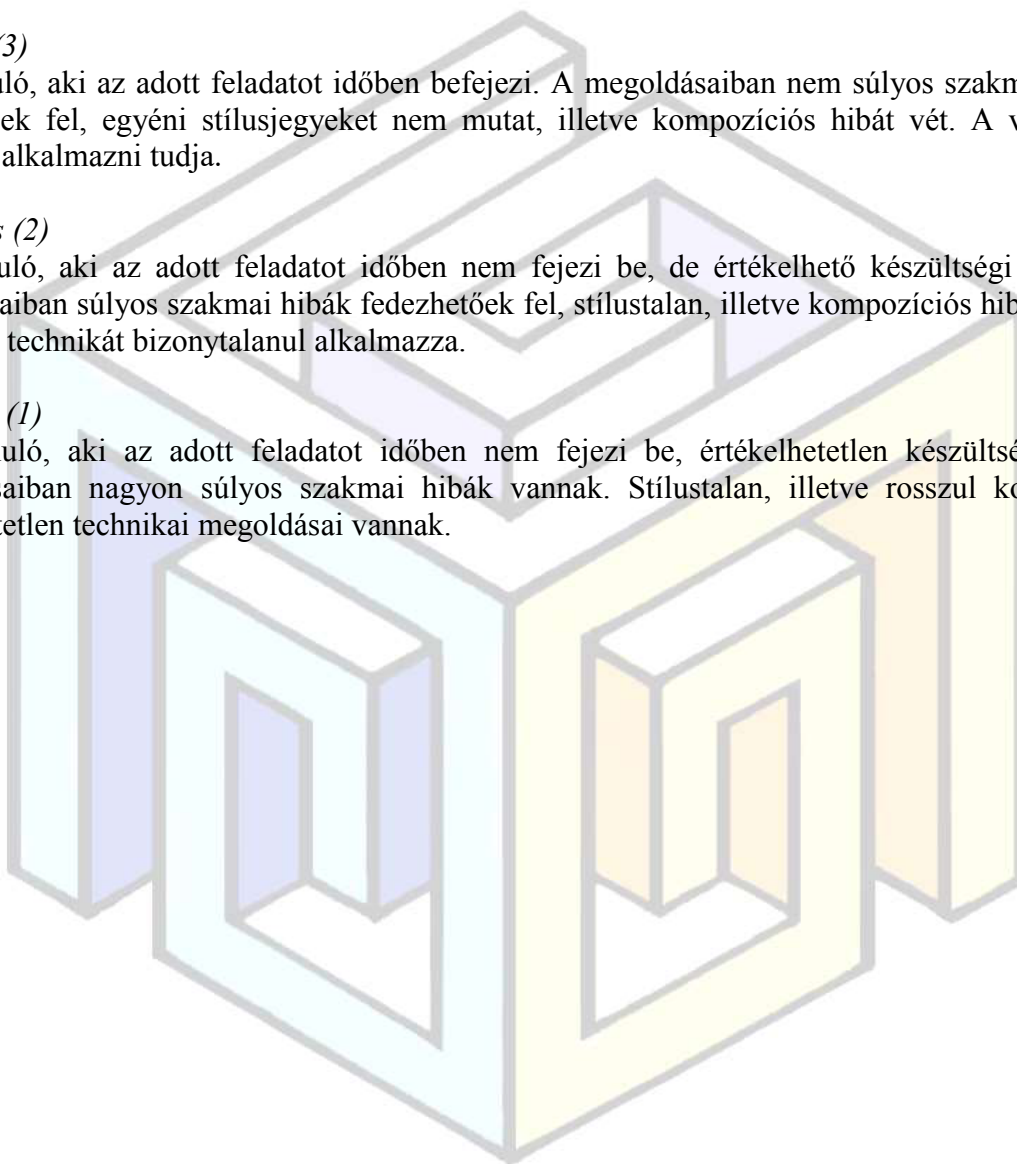 (3)
uló, aki az adott feladatot időben befejezi. A megoldásaiban nem súlyos szakm
ek fel, egyéni stílusjegyeket nem mutat, illetve kompozíciós hibát vét. A v
alkalmazni tudja.
s (2)
uló, aki az adott feladatot időben nem fejezi be, de értékelhető készültségi
aiban súlyos szakmai hibák fedezhetőek fel, stílustalan, illetve kompozíciós hib
technikát bizonytalanul alkalmazza.
(1)
uló, aki az adott feladatot időben nem fejezi be, értékelhetetlen készültsé
saiban nagyon súlyos szakmai hibák vannak. Stílustalan, illetve rosszul ko
tetlen technikai megoldásai vannak.